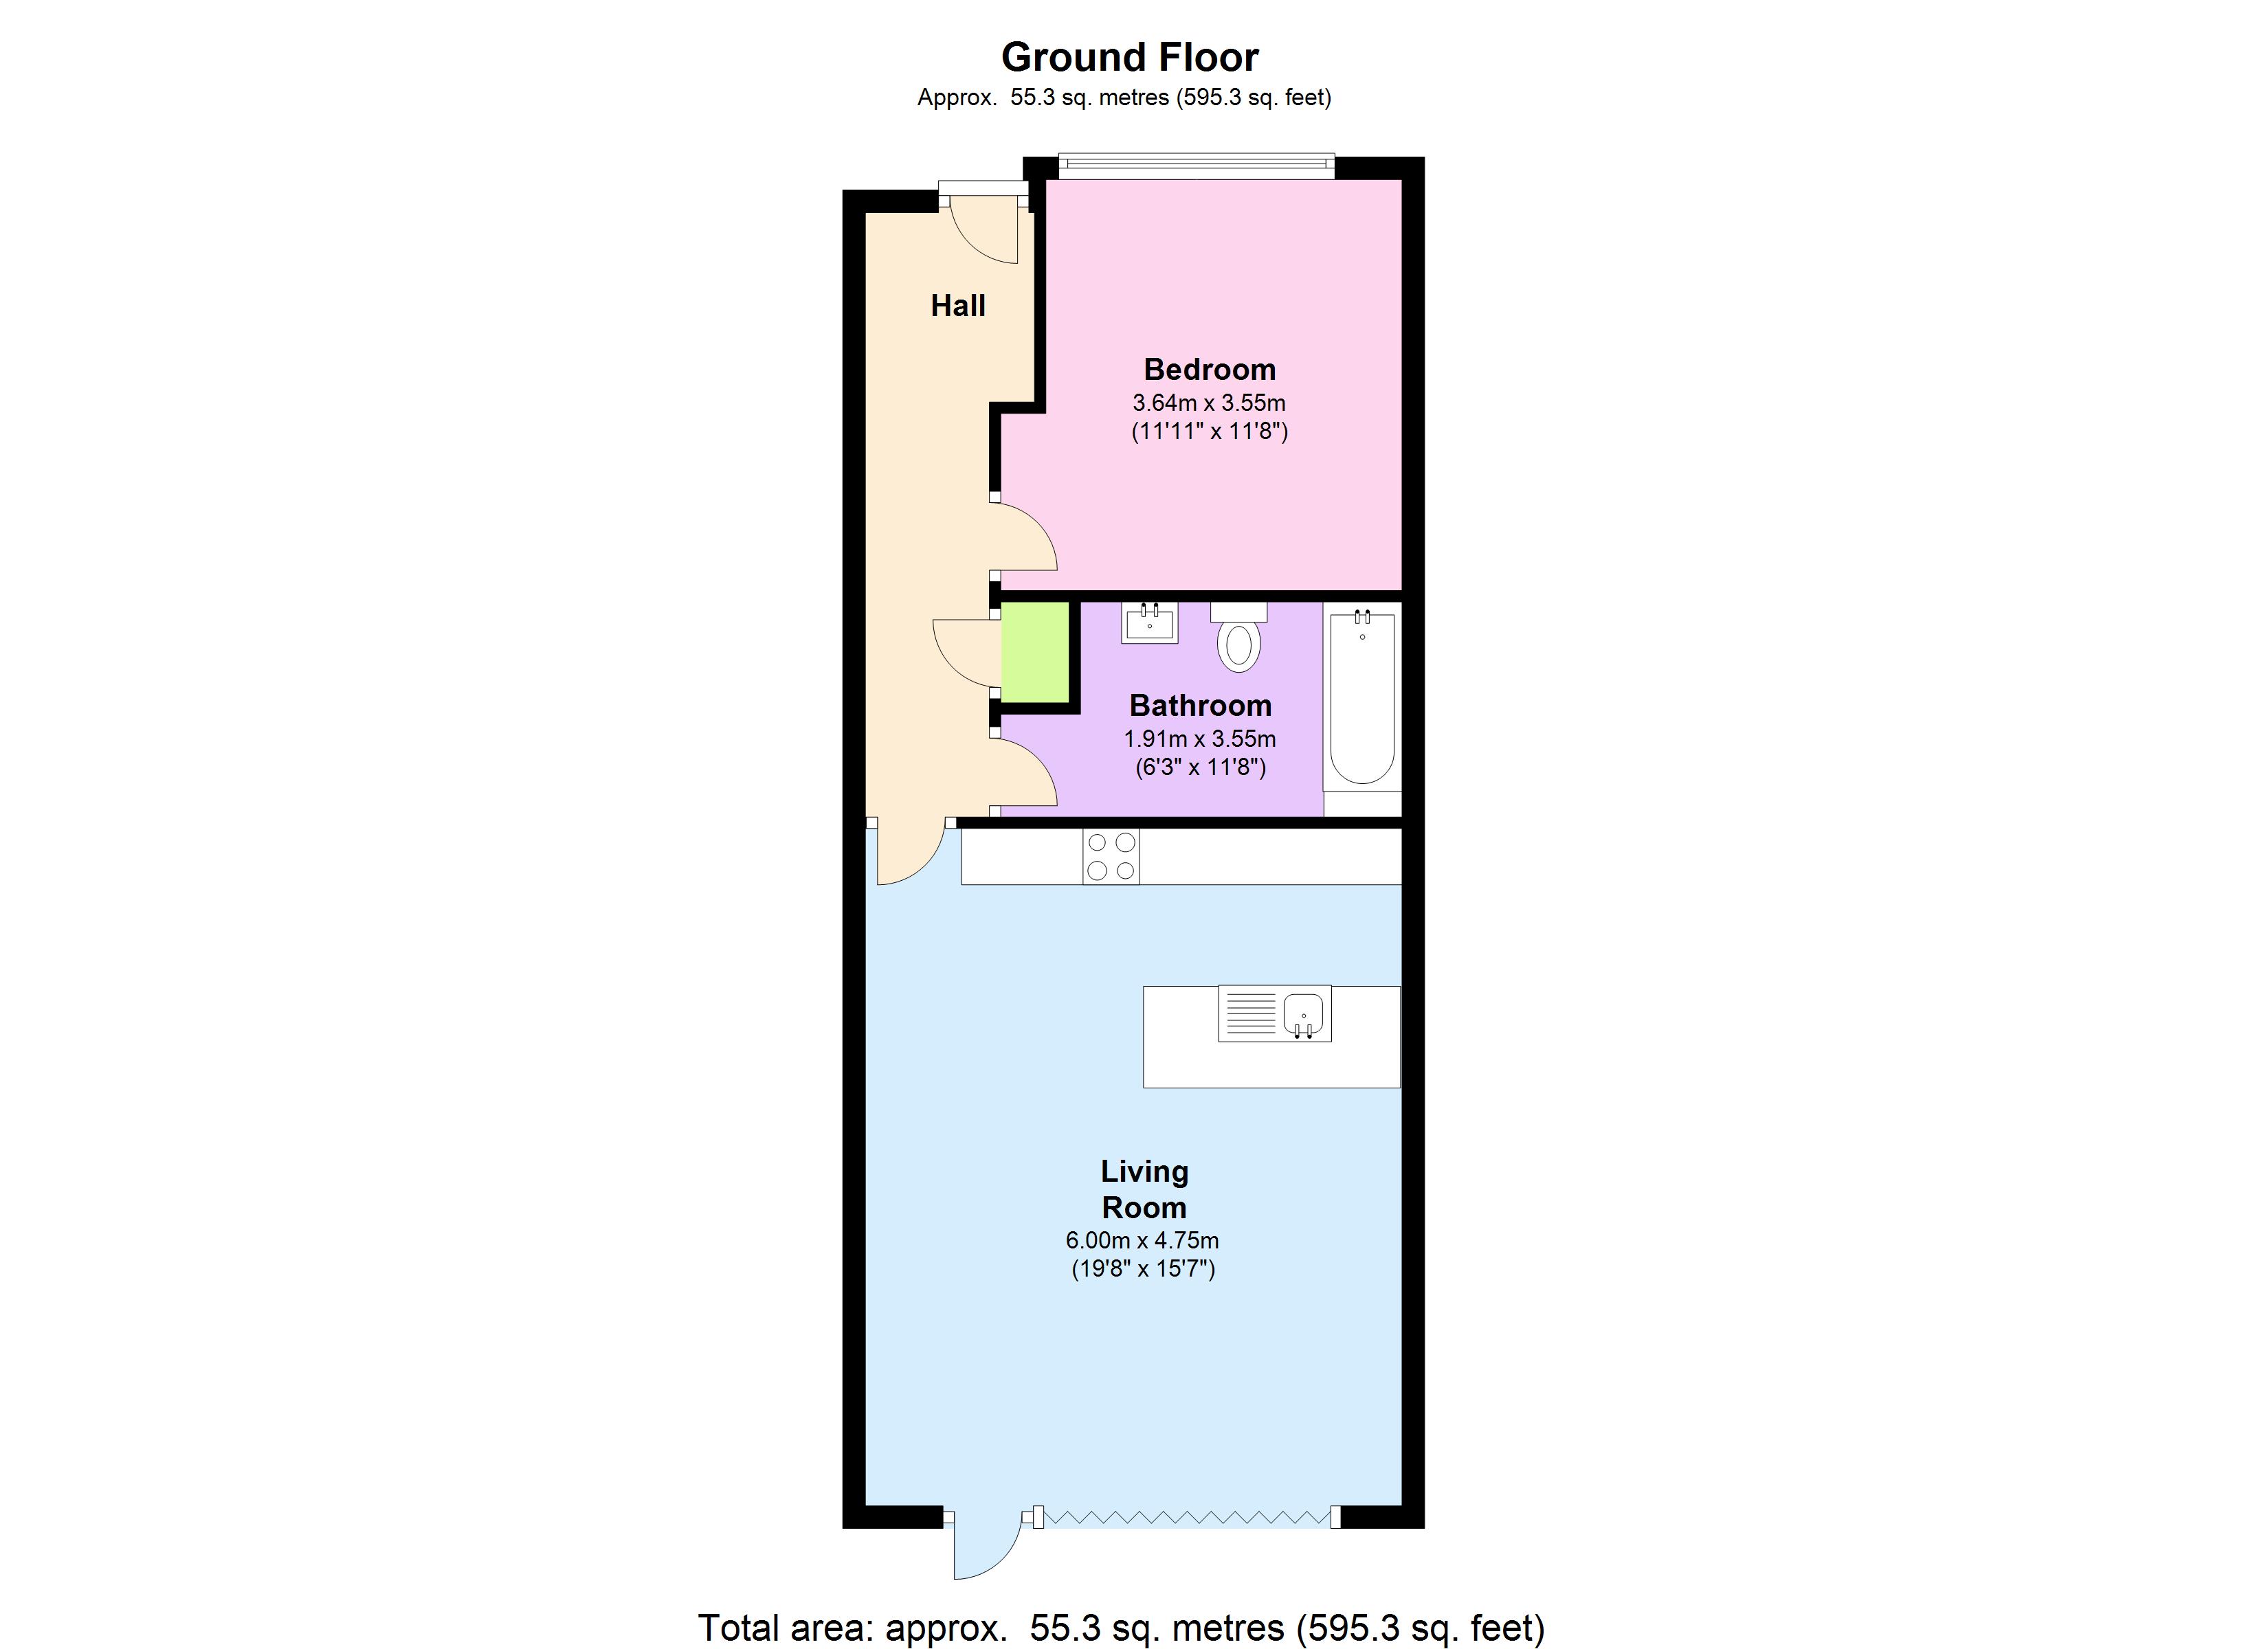 Ground Floor
Approx.  55.3 sq. metres (595.3 sq. feet)
Hall
Bedroom
3.64m x 3.55m
(11'11" x 11'8")
Bathroom
1.91m x 3.55m
(6'3" x 11'8")
Living
Room
6.00m x 4.75m
(19'8" x 15'7")
Total area: approx.  55.3 sq. metres (595.3 sq. feet)